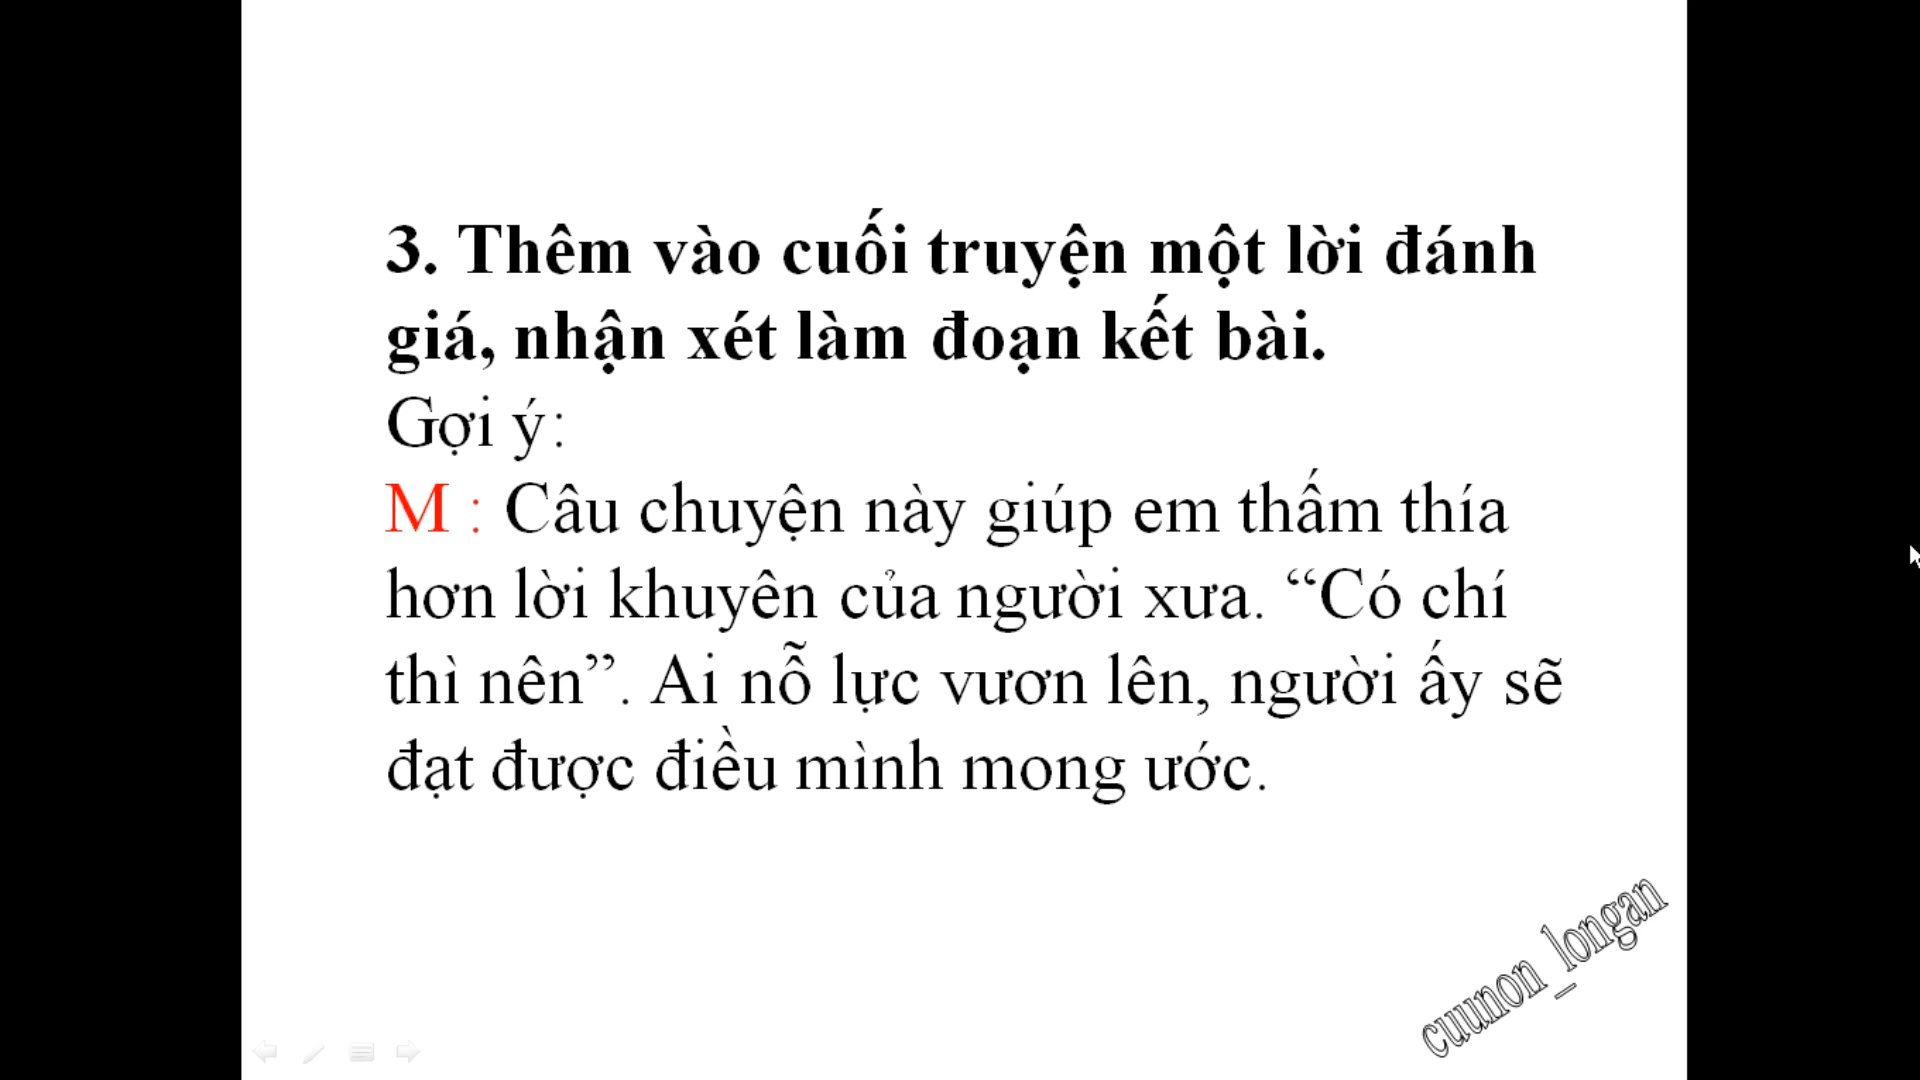 3. Thêm vào cuối truyện một lời đánh
giá, nhận xét làm đoạn kết bài.
Gợi ý:
M : Câu chuyện này giúp em thấm thía
hơn lời khuyên của người xưa. “Có chí
thì nên”. Ai nỗ lực vươn lên, người ấy sẽ
đạt được điều mình mong ước.
cuunon_longan